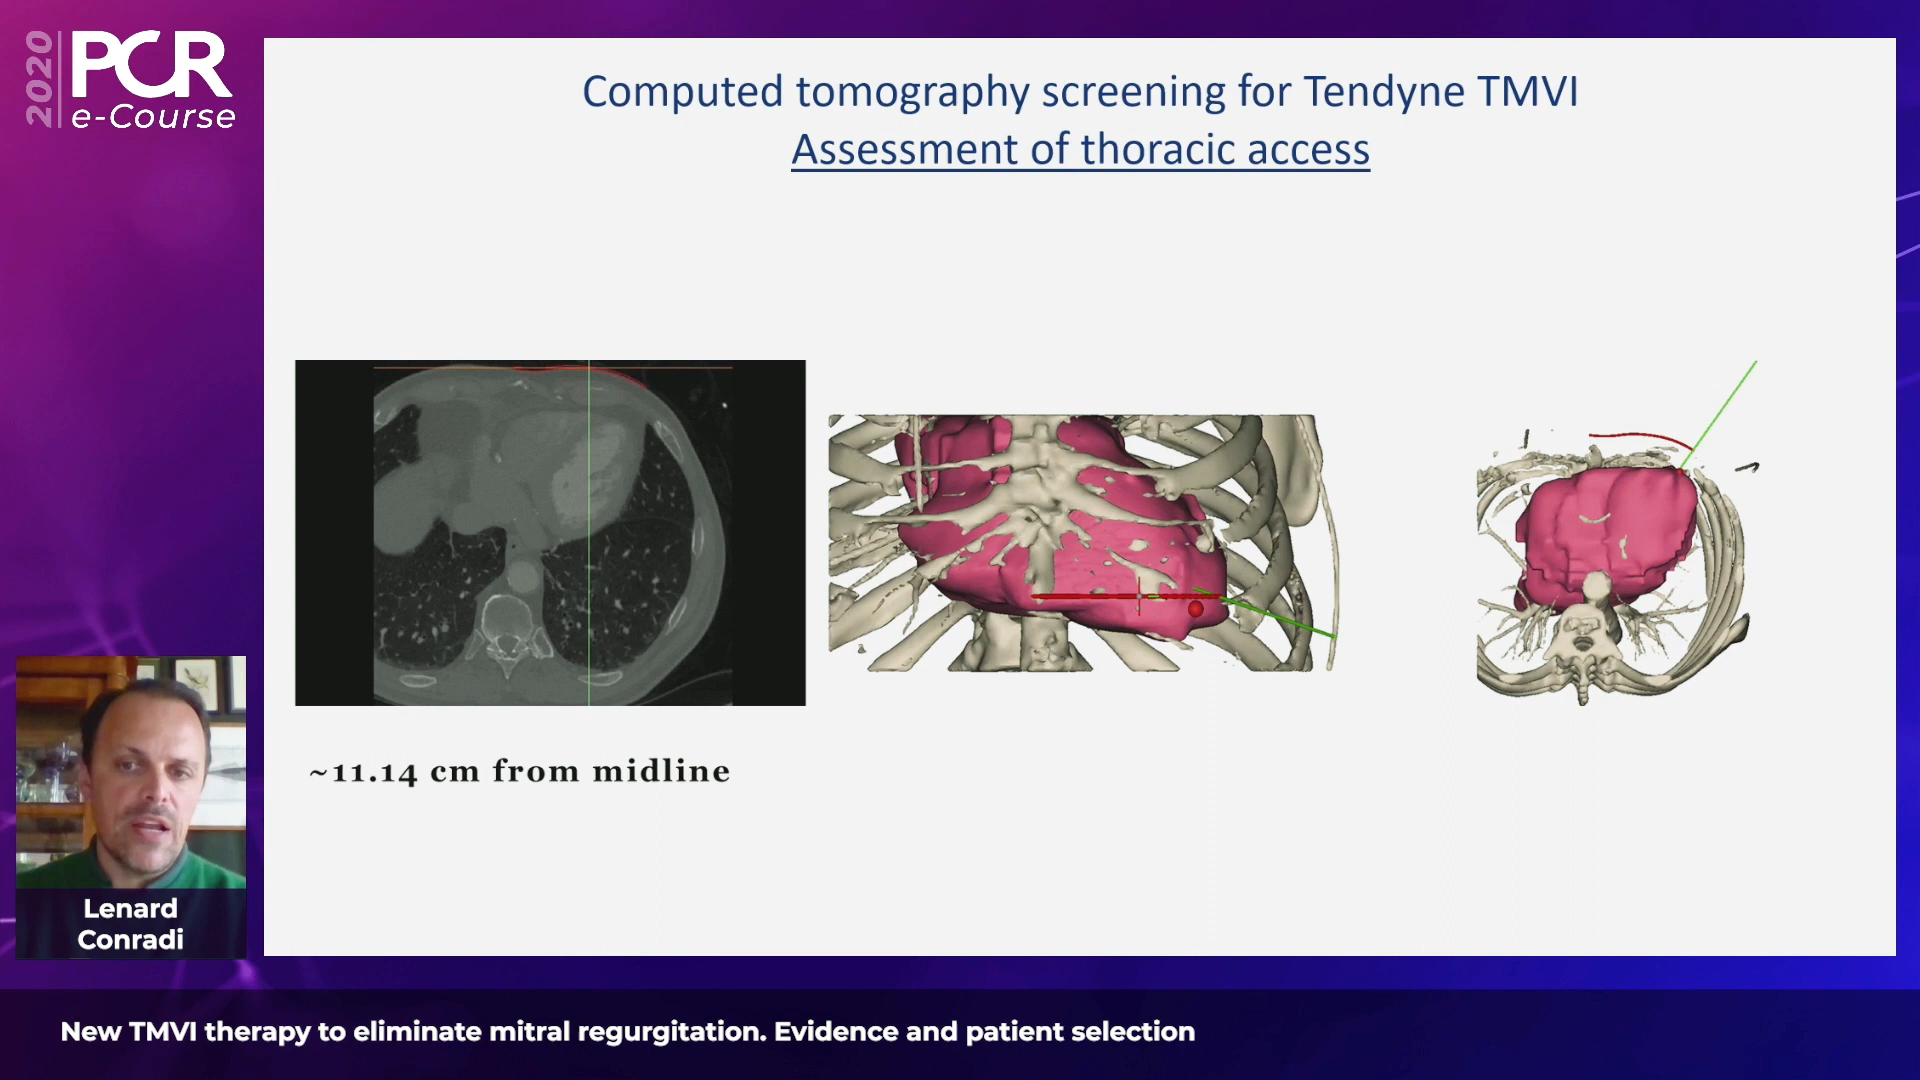 2020
PCR
e-Course
Computed tomography screening for Tendyne TMVI
Assessment of thoracic access
~11.14 cm from midline
Lenard
Conradi
New TMVI therapy to eliminate mitral regurgitation. Evidence and patient selection